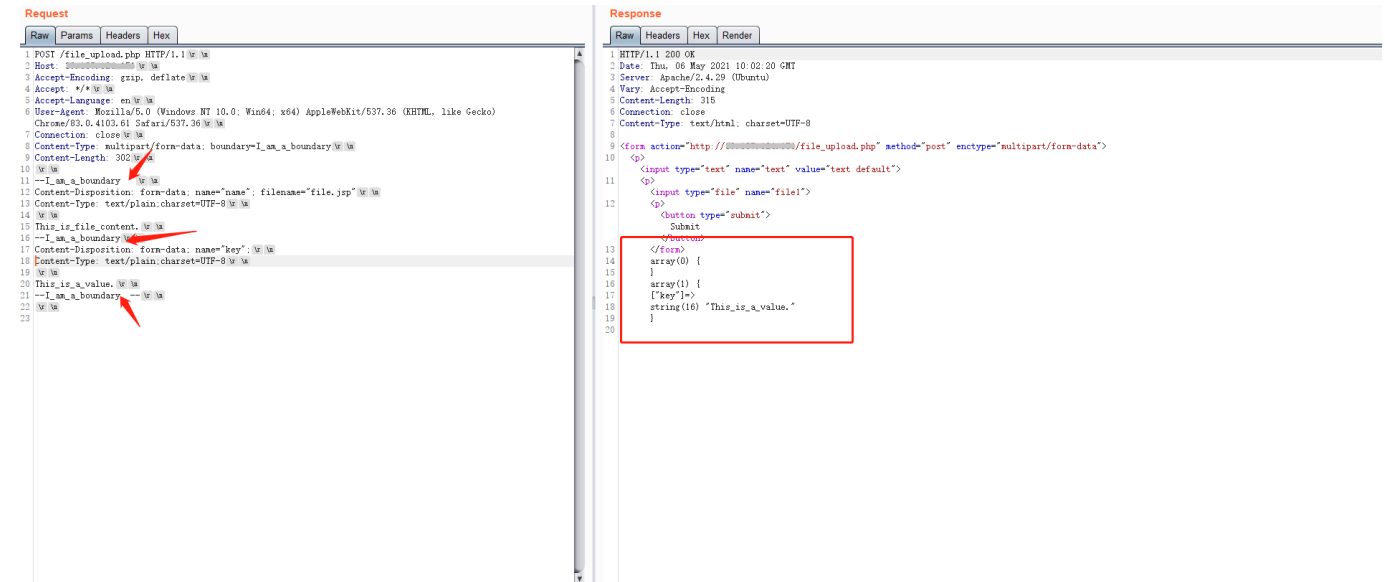 Request
Raw Params Headers Hex
1 POST /file_upload.php HTTP/1.1 \r \n
2 Host: \r \n
3 Accept-Encoding: gzip, deflate \r \n
4 Accept: */* \r \n
5 Accept-Language: en \r \n
6 User-Agent: Mozilla/5.0 (Windows NT 10.0; Win64; x64) AppleWebKit/537.36 (KHTML, like Gecko)
Chrome/83.0.4103.61 Safari/537.36 \r \n
7 Connection: close \r \n
8 Content-Type: multipart/form-data; boundary=I_am_a_boundary \r \n
9 Content-Length: 302 \r \n
10 \r \n
11 --I_am_a_boundary \r \n
12 Content-Disposition: form-data; name="name"; filename="file.jsp" \r \n
13 Content-Type: text/plain;charset=UTF-8 \r \n
14 \r \n
15 This_is_file_content. \r \n
16 --I_am_a_boundary \r \n
17 Content-Disposition: form-data; name="key"; \r \n
18 Content-Type: text/plain;charset=UTF-8 \r \n
19 \r \n
20 This_is_a_value. \r \n
21 --I_am_a_boundary -- \r \n
22 \r \n
23
Response
Raw Headers Hex Render
1 HTTP/1.1 200 OK
2 Date: Thu, 06 May 2021 10:02:20 GMT
3 Server: Apache/2.4.29 (Ubuntu)
4 Vary: Accept-Encoding
5 Content-Length: 315
6 Connection: close
7 Content-Type: text/html; charset=UTF-8
8
9 <form action="http:///file_upload.php" method="post" enctype="multipart/form-data">
10 <p>
<input type="text" name="text" value="text default">
11 <p>
<input type="file" name="file1">
12 <p>
<button type="submit">
Submit
</button>
13 </form>
14 array(0) {
15 }
16 array(1) {
17 ["key"]=>
18 string(16) "This_is_a_value."
19 }
20